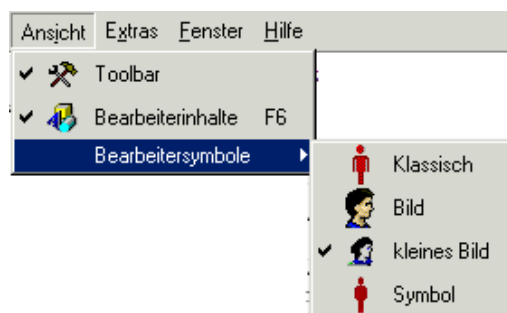 Ansicht Extras Fenster Hilfe
Toolbar
Bearbeiterinhalte F6
Bearbeitersymbole
Klassisch
Bild
kleines Bild
Symbol